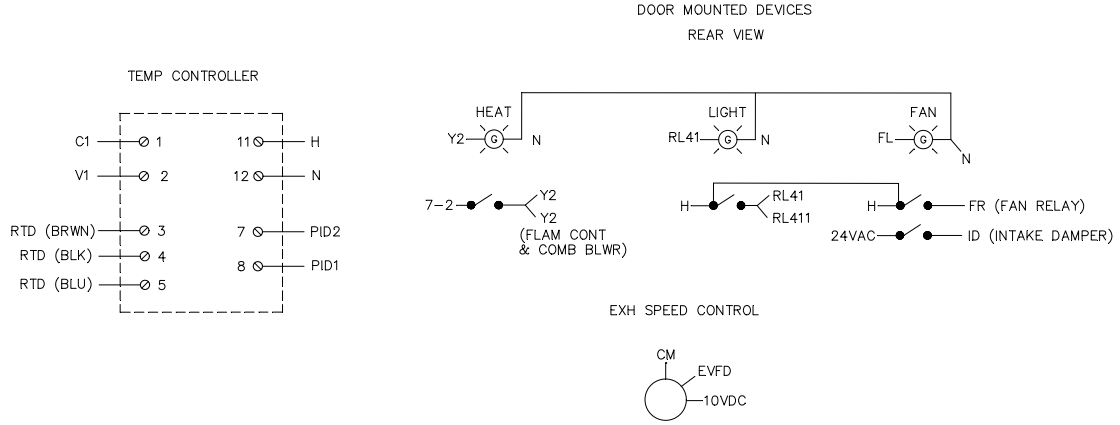 DOOR MOUNTED DEVICES
REAR VIEW
TEMP CONTROLLER
C1 1 11 H
V1 2 12 N
RTD (BRWN) 3 7 PID2
RTD (BLK) 4
8 PID1
RTD (BLU) 5
HEAT LIGHT FAN
Y2 G N RL41 G N FL G
N
7-2 Y2
Y2
(FLAM CONT
& COMB BLWR)
H RL41
RL411
H FR (FAN RELAY)
24VAC ID (INTAKE DAMPER)
EXH SPEED CONTROL
CM
EVFD
10VDC